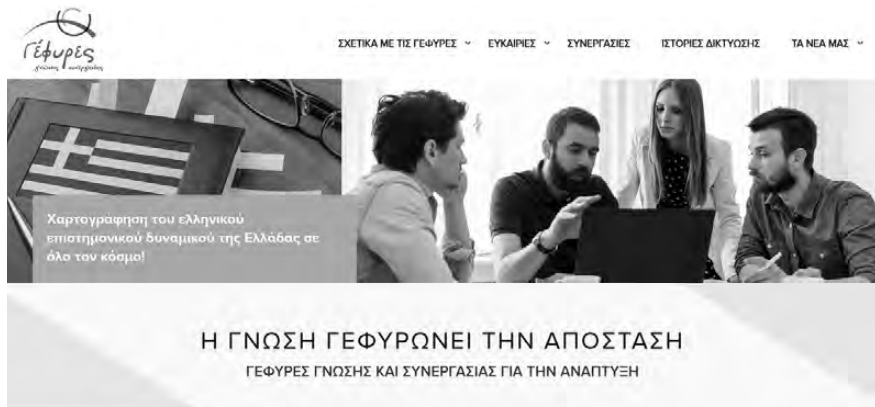 Γέφυρες
γνώσης συνεργασίας
ΣΧΕΤΙΚΑ ΜΕ ΤΙΣ ΓΕΦΥΡΕΣ ΕΥΚΑΙΡΙΕΣ ΣΥΝΕΡΓΑΣΙΕΣ ΙΣΤΟΡΙΕΣ ΔΙΚΤΥΩΣΗΣ ΤΑ ΝΕΑ ΜΑΣ
Χαρτογράφηση του ελληνικού
επιστημονικού δυναμικού της Ελλάδας σε
όλο τον κόσμο!
Η ΓΝΩΣΗ ΓΕΦΥΡΩΝΕΙ ΤΗΝ ΑΠΟΣΤΑΣΗ
ΓΕΦΥΡΕΣ ΓΝΩΣΗΣ ΚΑΙ ΣΥΝΕΡΓΑΣΙΑΣ ΓΙΑ ΤΗΝ ΑΝΑΠΤΥΞΗ